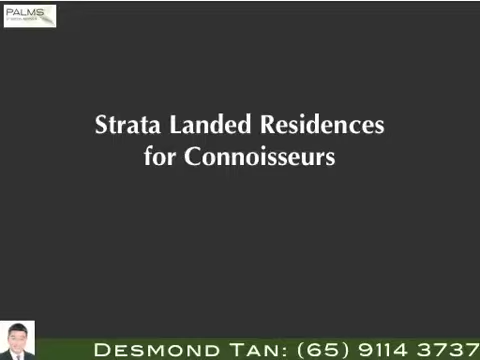 PALMS
Strata Landed Residences
for Connoisseurs
DESMOND TAN: (65) 9114 3737